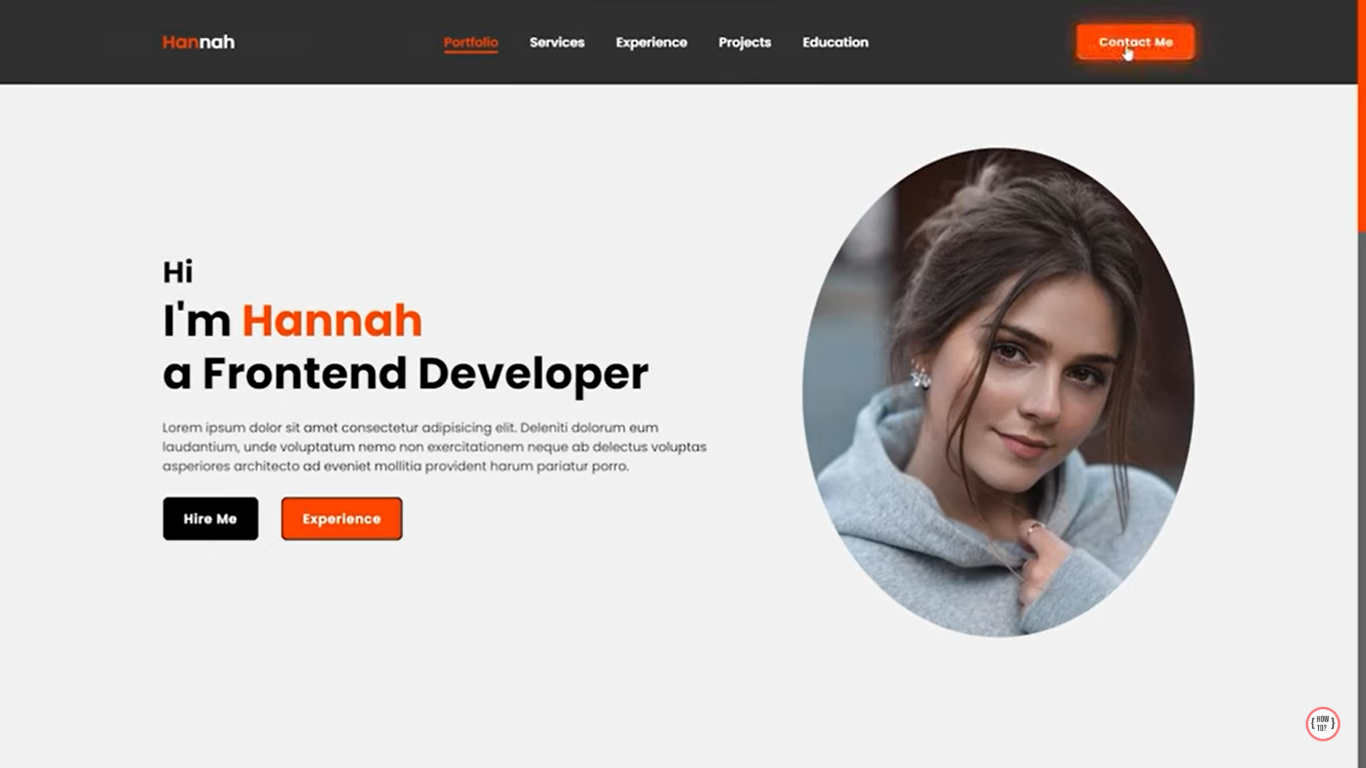 Hannah
Portfolio Services Experience Projects Education
Contact Me
Hi
I'm Hannah
a Frontend Developer
Lorem ipsum dolor sit amet consectetur adipisicing elit. Deleniti dolorum eum
laudantium, unde voluptatum nemo non exercitationem neque ab delectus voluptas
asperiores architecto ad eveniet mollitia provident harum pariatur porro.
Hire Me Experience
{ HOW
TO? }